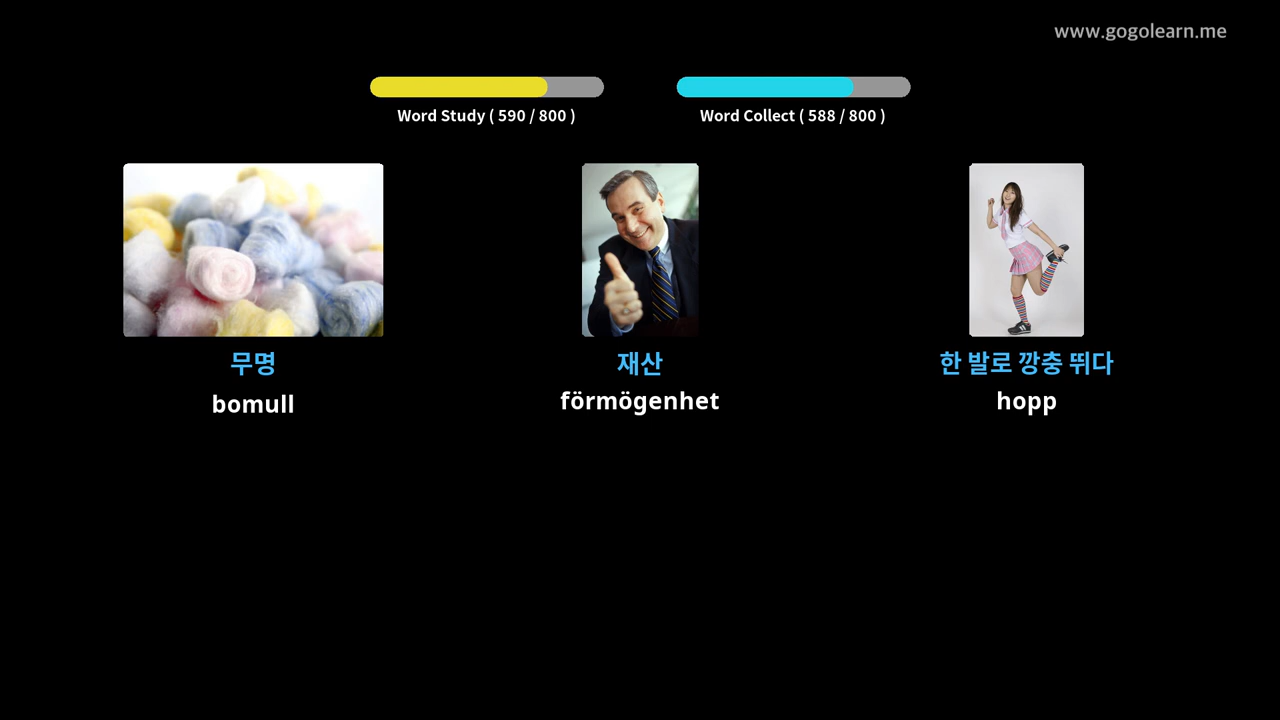 www.gogolearn.me
Word Study ( 590 / 800 )
Word Collect ( 588 / 800 )
무명
재산
한 발로 깡충 뛰다
bomull
förmögenhet
hopp